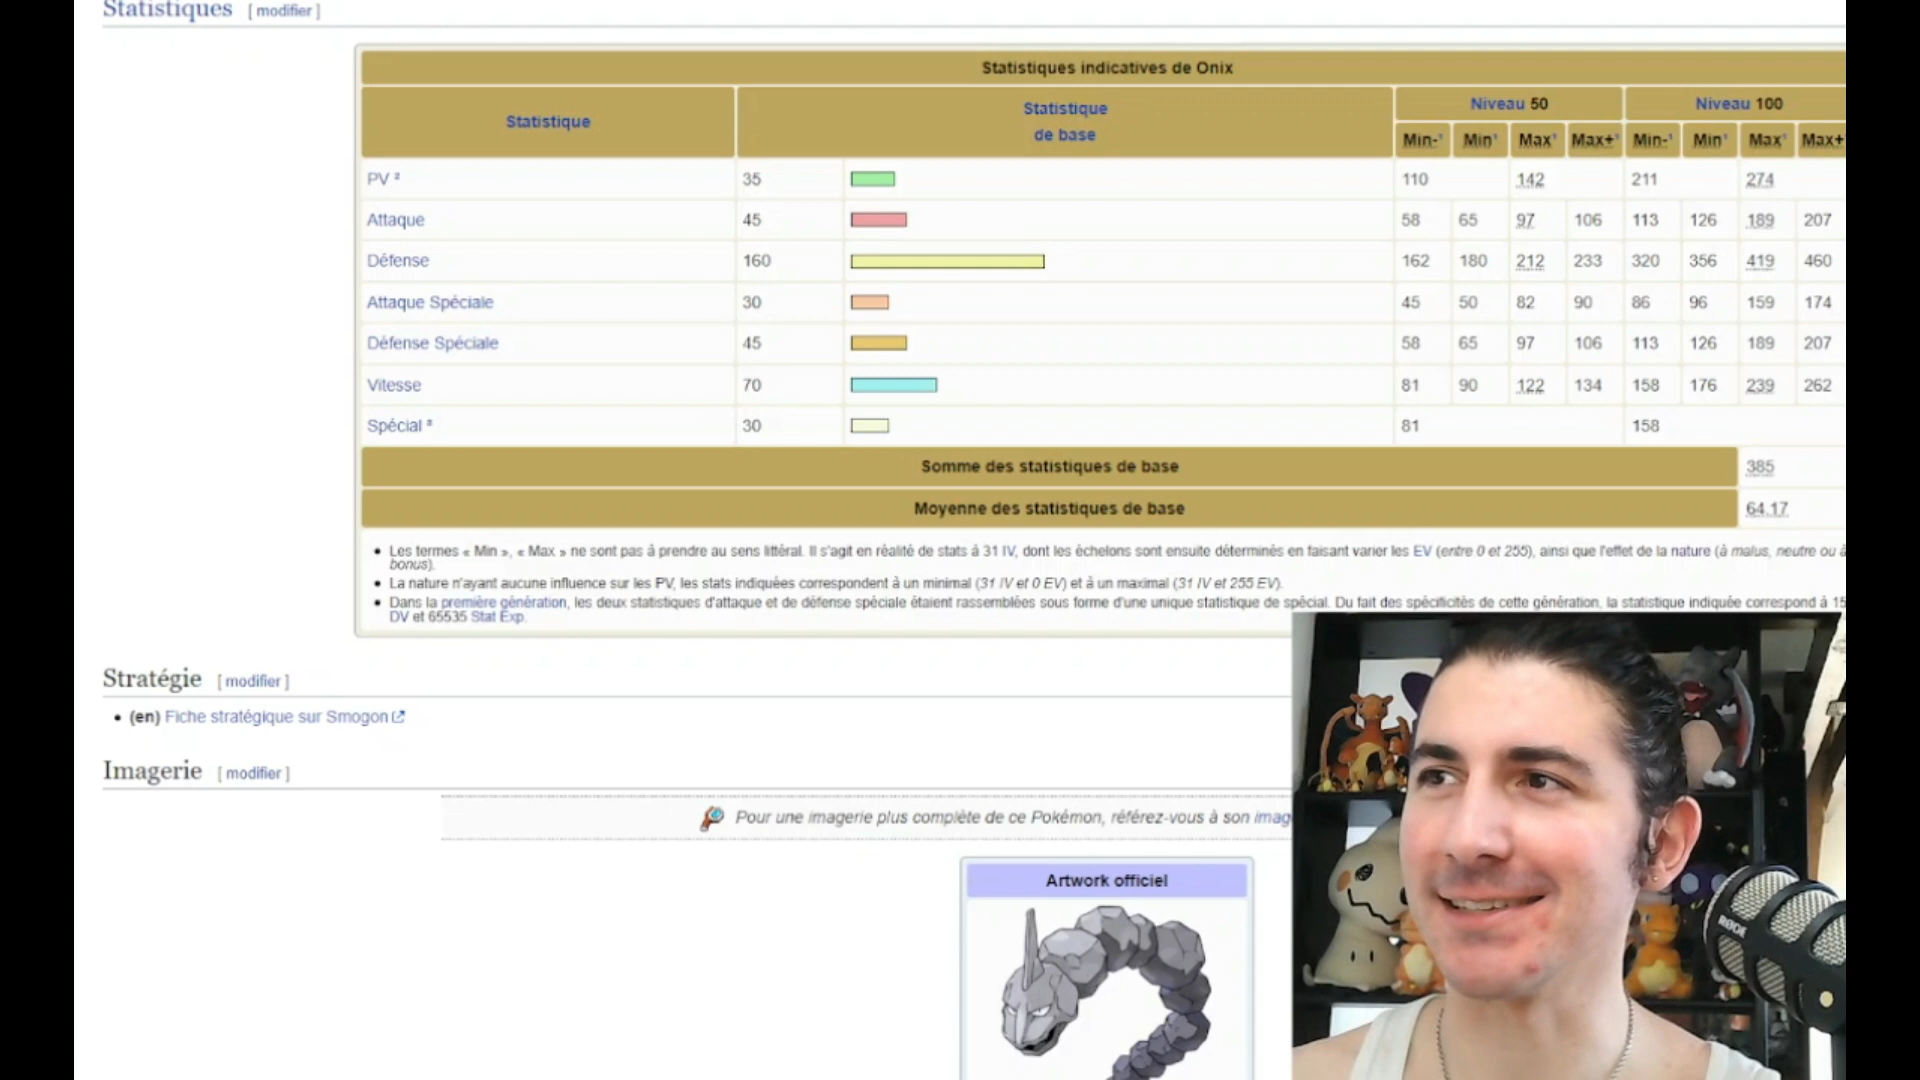 Statistiques [ modifier ]
Statistiques indicatives de Onix
Statistique
Statistique
de base
Niveau 50
Niveau 100
Min-¹ Min¹ Max¹ Max+¹ Min-¹ Min¹ Max¹ Max+
PV ² 35 110 142 211 274
Attaque 45 58 65 97 106 113 126 189 207
Défense 160 162 180 212 233 320 356 419 460
Attaque Spéciale 30 45 50 82 90 86 96 159 174
Défense Spéciale 45 58 65 97 106 113 126 189 207
Vitesse 70 81 90 122 134 158 176 239 262
Spécial ³ 30 81 158
Somme des statistiques de base 385
Moyenne des statistiques de base 64,17
• Les termes « Min », « Max » ne sont pas à prendre au sens littéral. Il s'agit en réalité de stats à 31 IV, dont les échelons sont ensuite déterminés en faisant varier les EV (entre 0 et 255), ainsi que l'effet de la nature (à malus, neutre ou à
bonus).
• La nature n'ayant aucune influence sur les PV, les stats indiquées correspondent à un minimal (31 IV et 0 EV) et à un maximal (31 IV et 255 EV).
• Dans la première génération, les deux statistiques d'attaque et de défense spéciale étaient rassemblées sous forme d'une unique statistique de spécial. Du fait des spécificités de cette génération, la statistique indiquée correspond à 15
DV et 65535 Stat Exp.
Stratégie [ modifier ]
• (en) Fiche stratégique sur Smogon
Imagerie [ modifier ]
Pour une imagerie plus complète de ce Pokémon, référez-vous à son imag
Artwork officiel
RODE